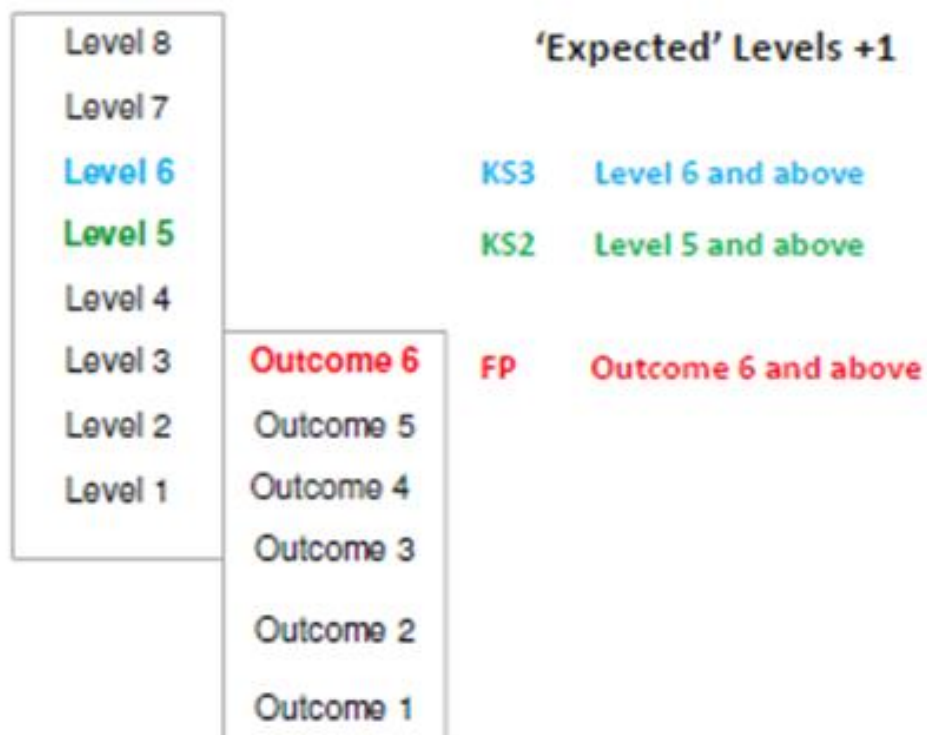 Level 8
Level 7
Level 6
Level 5
Level 4
Level 3
Level 2
Level 1
Outcome 6
Outcome 5
Outcome 4
Outcome 3
Outcome 2
Outcome 1
‘Expected’ Levels +1
KS3 Level 6 and above
KS2 Level 5 and above
FP Outcome 6 and above